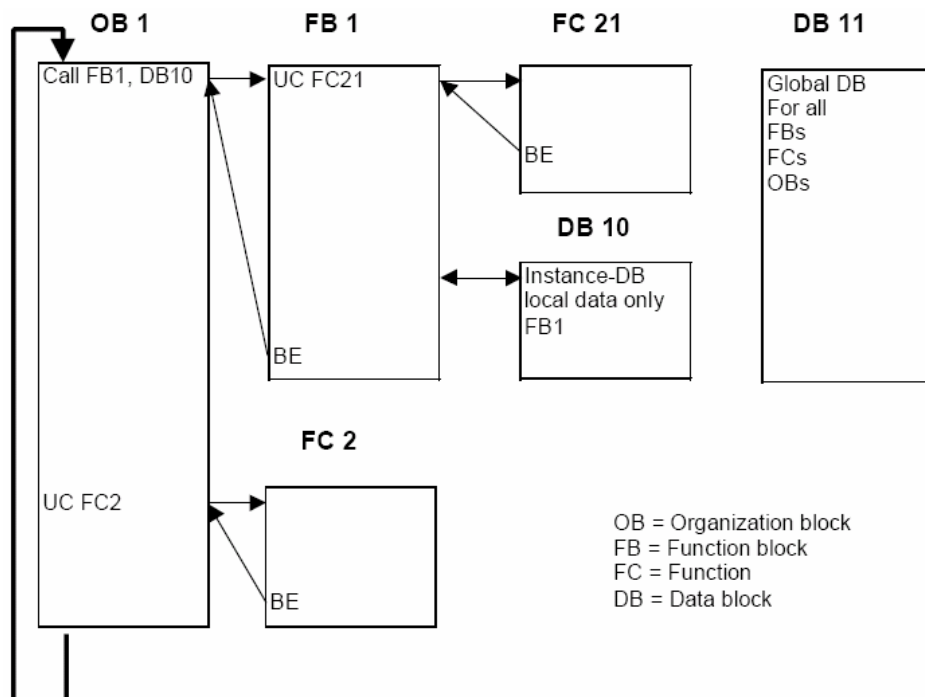 OB 1
FB 1
FC 21
DB 11
Call FB1, DB10
UC FC21
BE
Global DB
For all
FBs
FCs
OBs
DB 10
Instance-DB
local data only
FB1
BE
FC 2
UC FC2
BE
OB = Organization block
FB = Function block
FC = Function
DB = Data block